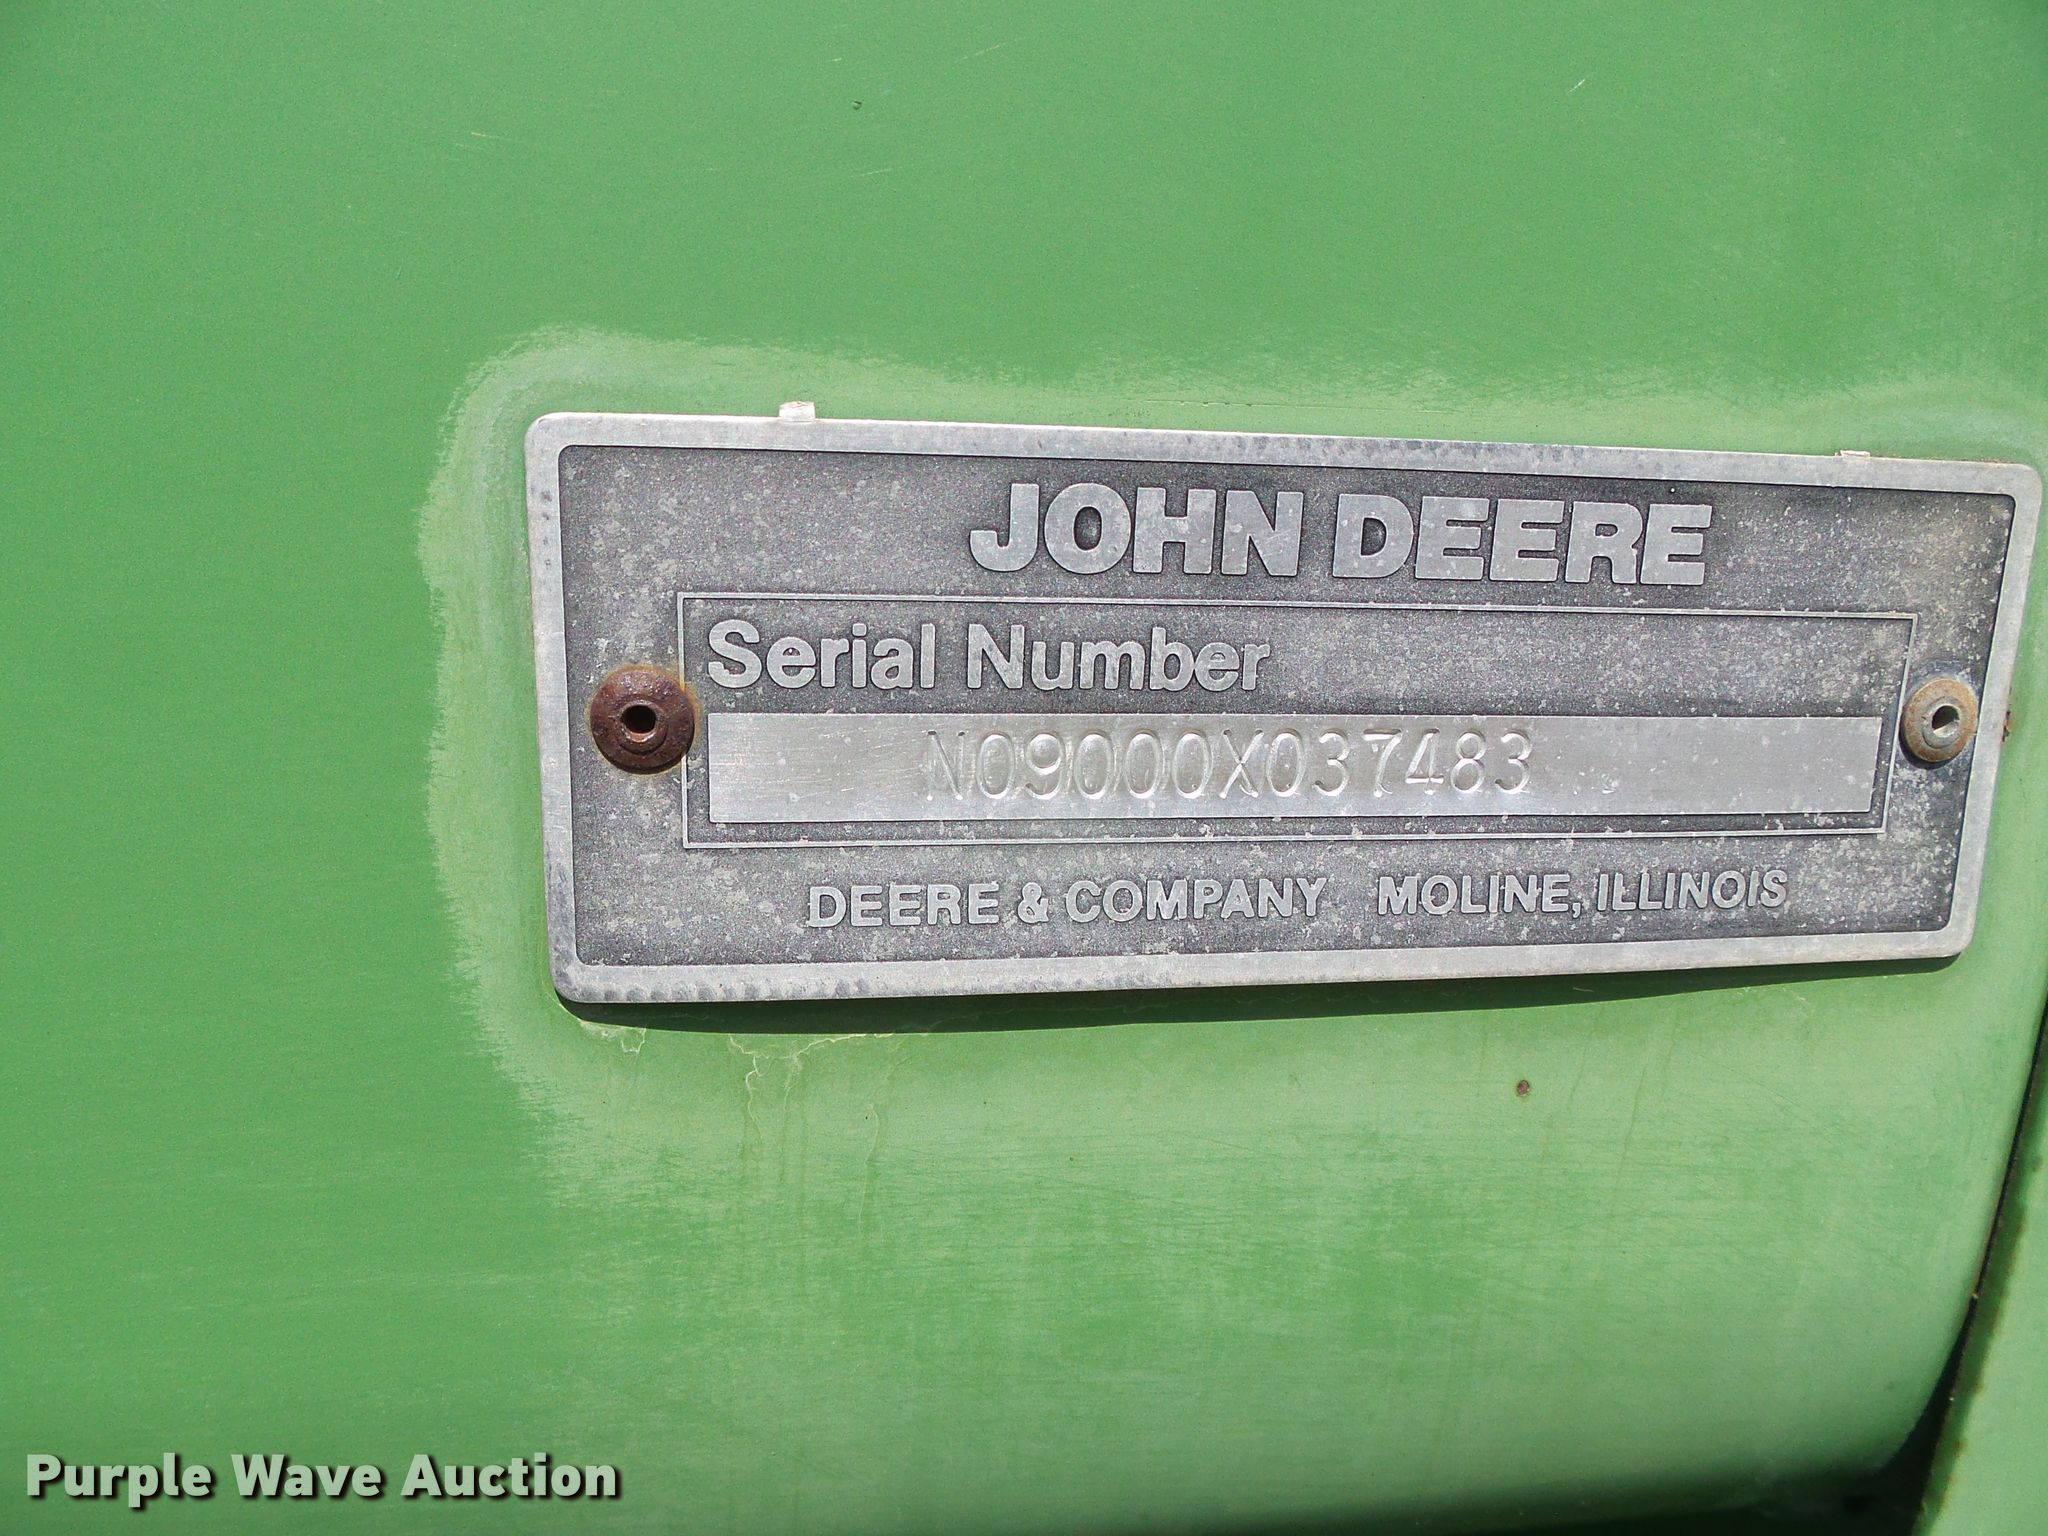 JOHN DEERE
Serial Number
N09000X037483
DEERE & COMPANY MOLINE, ILLINOIS
Purple Wave Auction